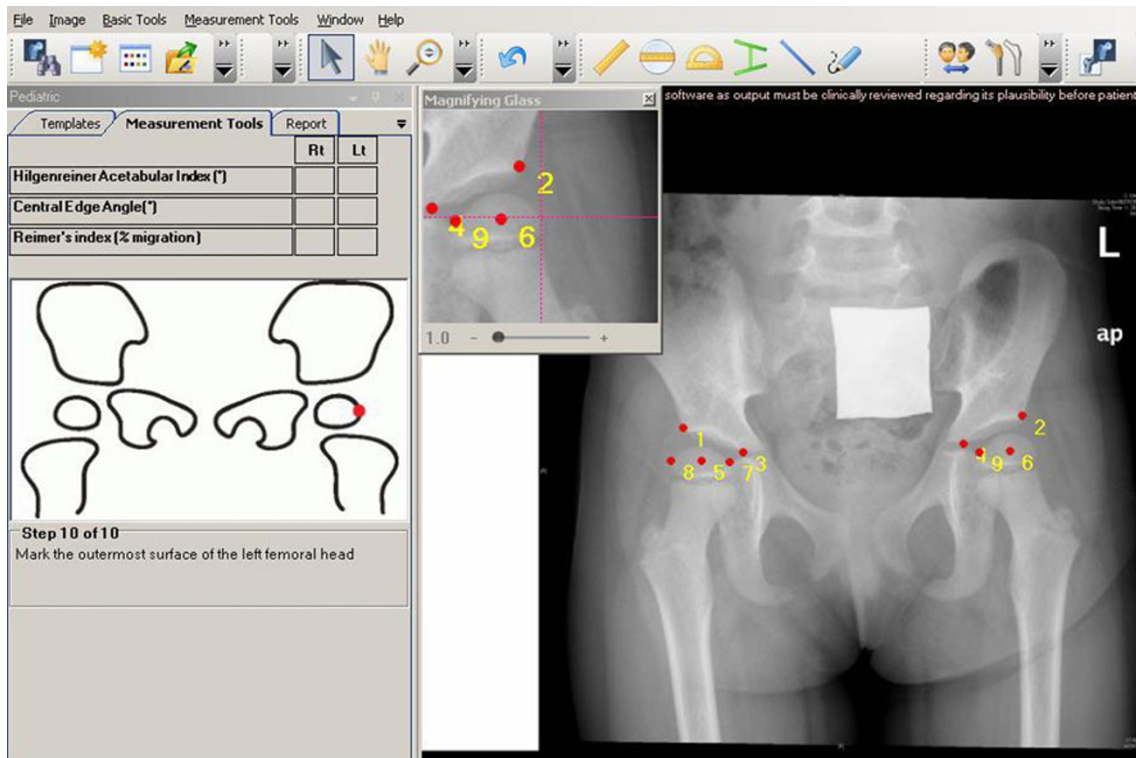 File Image Basic Tools Measurement Tools Window Help
Pediatric
Templates Measurement Tools Report
Rt Lt
Hilgenreiner Acetabular Index (°)
Central Edge Angle(°)
Reimer's index (% migration)
Step 10 of 10
Mark the outermost surface of the left femoral head
Magnifying Glass
2
4 9 6
1.0 - +
software as output must be clinically reviewed regarding its plausibility before patient
L
ap
1
2
8 5 7 3
4 9 6